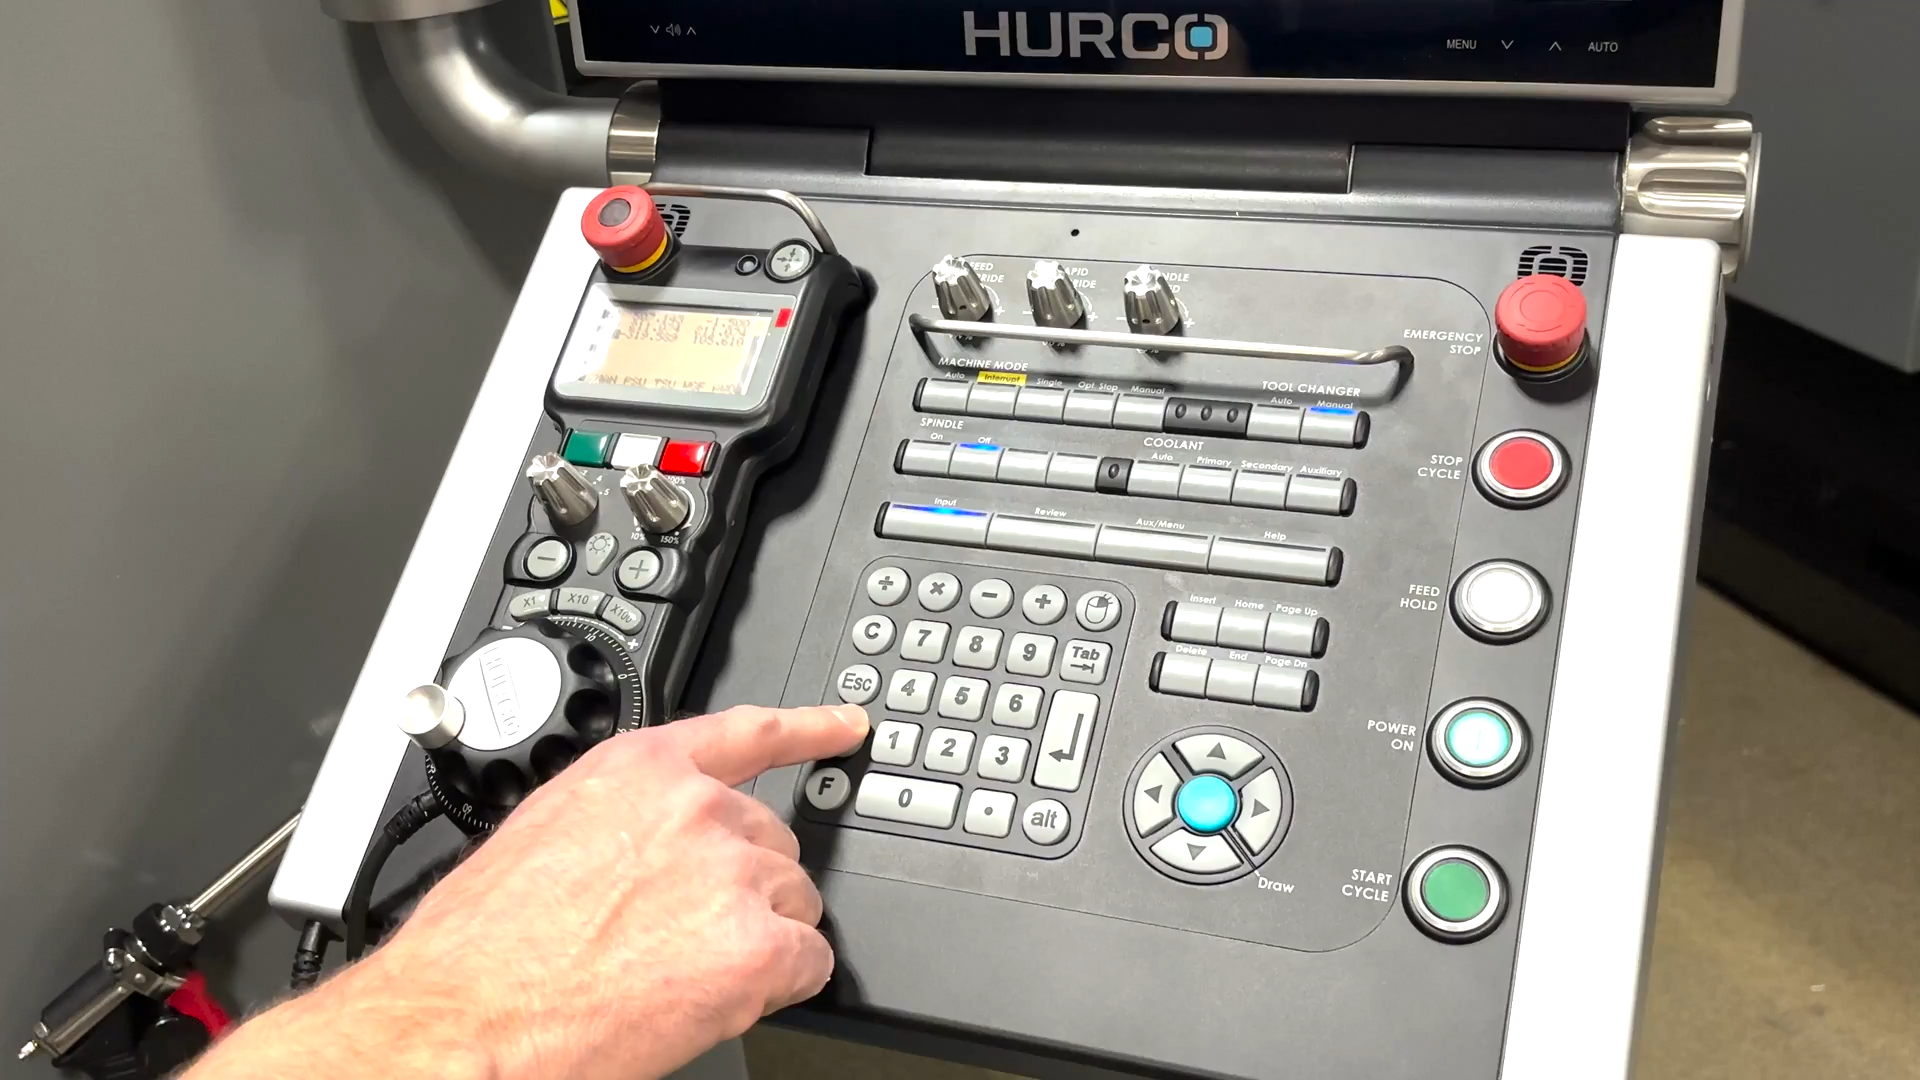 HURCO
MENU
AUTO
EMERGENCY
STOP
MACHINE MODE
Auto
Interrupt
Single
Opt. Stop
Manual
TOOL CHANGER
Auto
Manual
SPINDLE
On
Off
COOLANT
Auto
Primary
Secondary
Auxiliary
STOP
CYCLE
Input
Review
Aux/Menu
Help
FEED
HOLD
Insert
Home
Page Up
Delete
End
Page Dn
÷
×
−
+
C
7
8
9
Tab
Esc
4
5
6
1
2
3
F
0
.
alt
POWER
ON
START
CYCLE
Draw
100%
10%
150%
−
+
X1
X10
X100